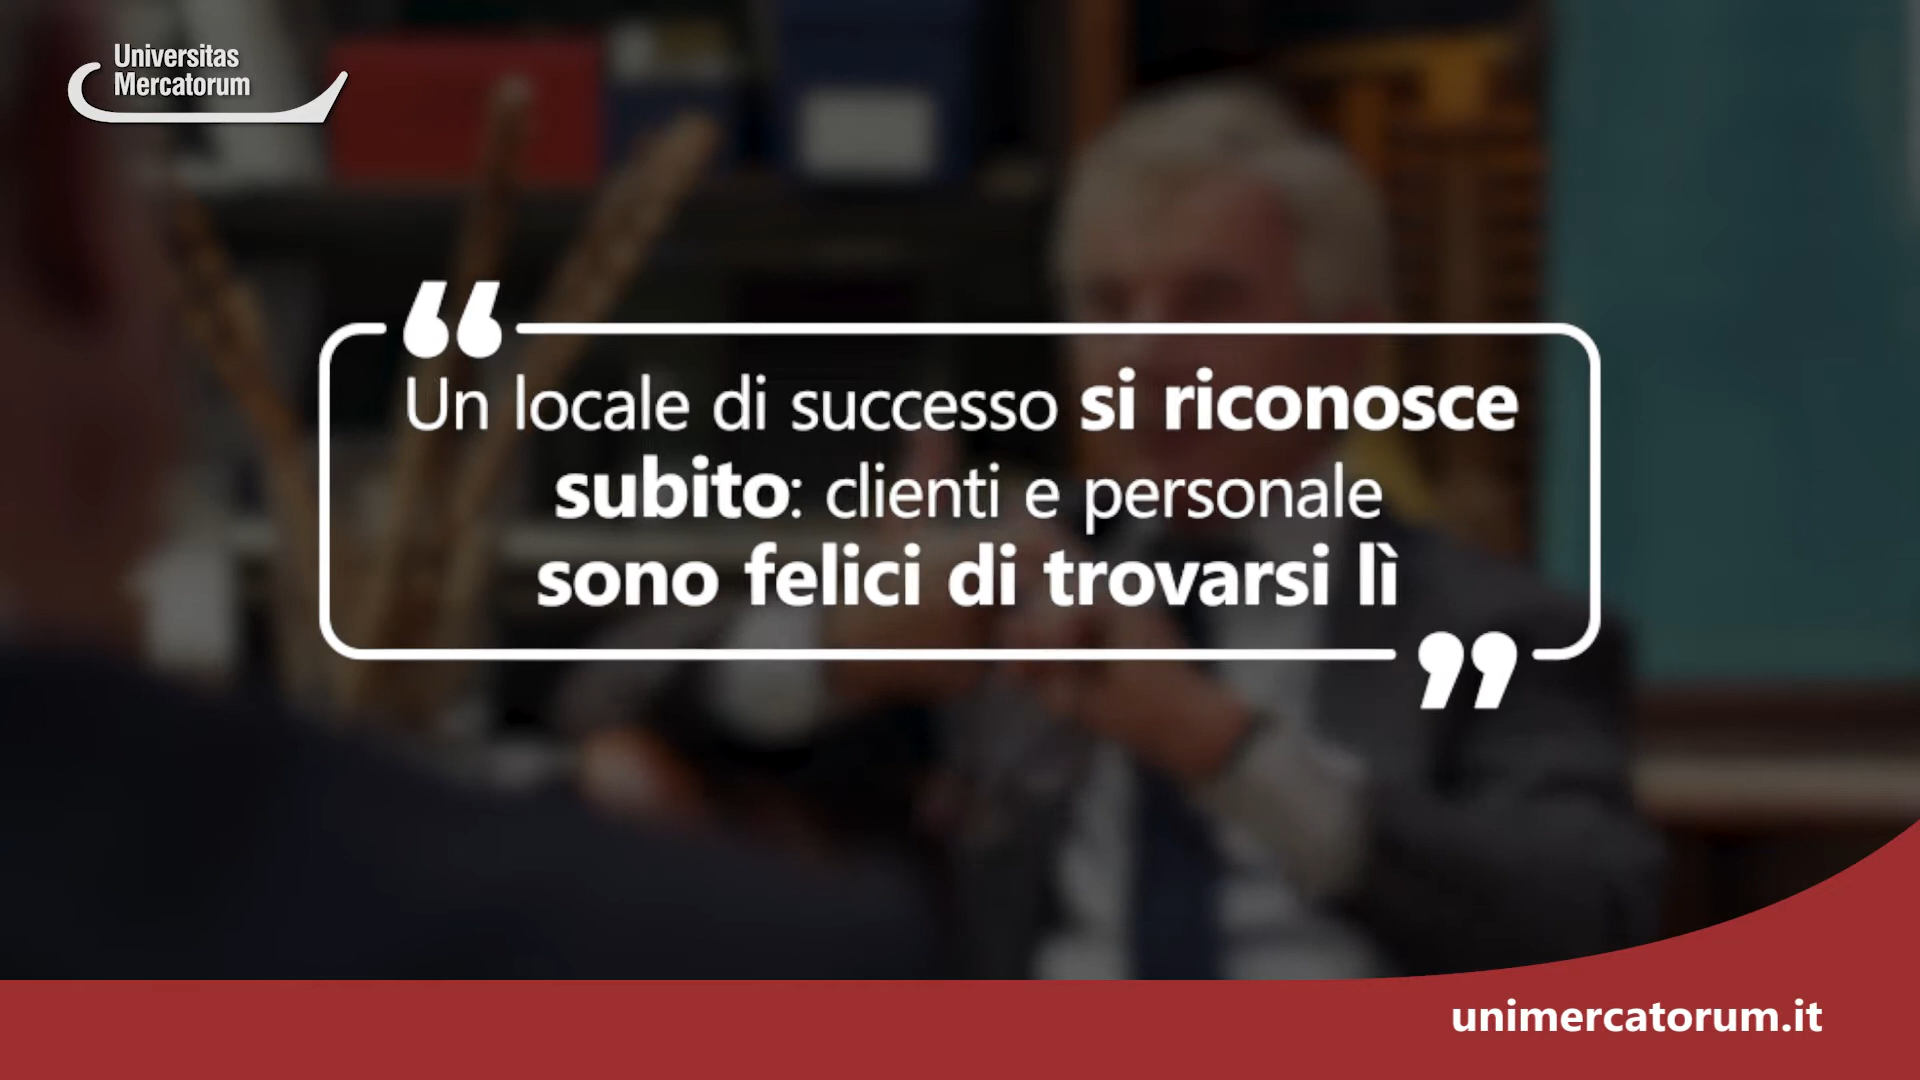 Universitas
Mercatorum
“
Un locale di successo si riconosce
subito: clienti e personale
sono felici di trovarsi lì
”
unimercatorum.it